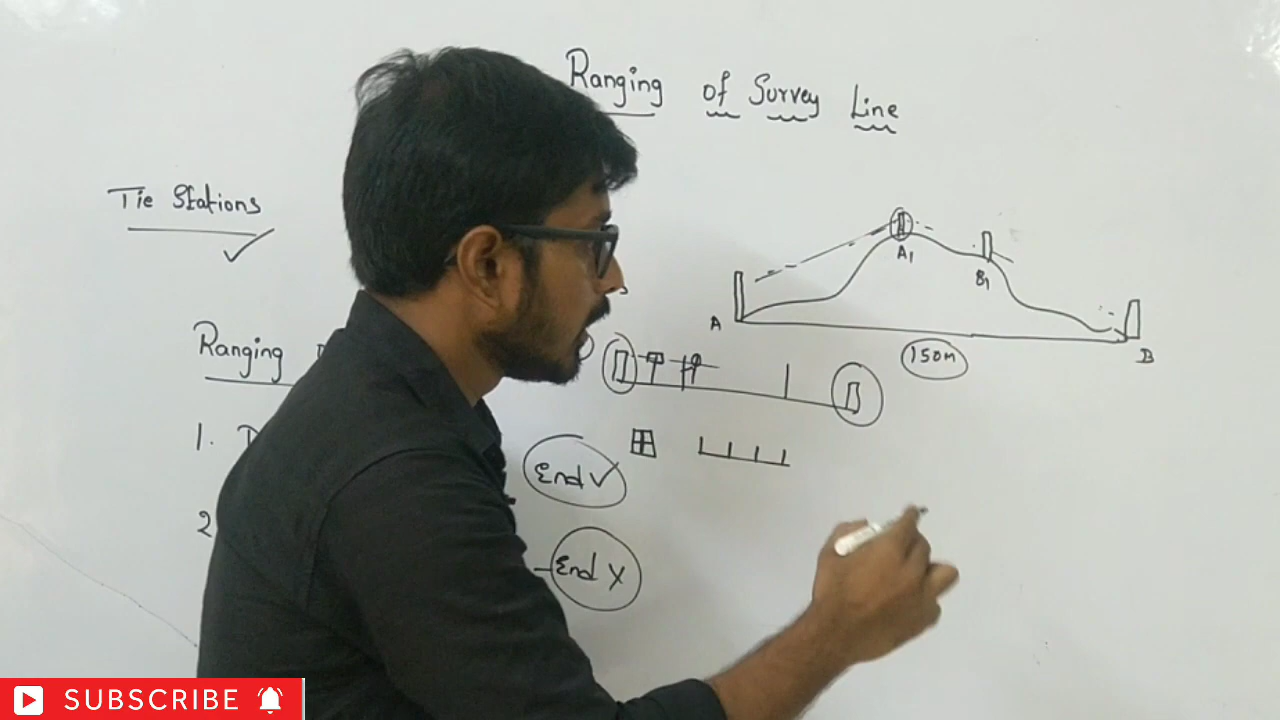 Ranging of Survey Line
Tie Stations
A1
B1
A
B
150m
Ranging
1.
End ✓
2
End X
SUBSCRIBE